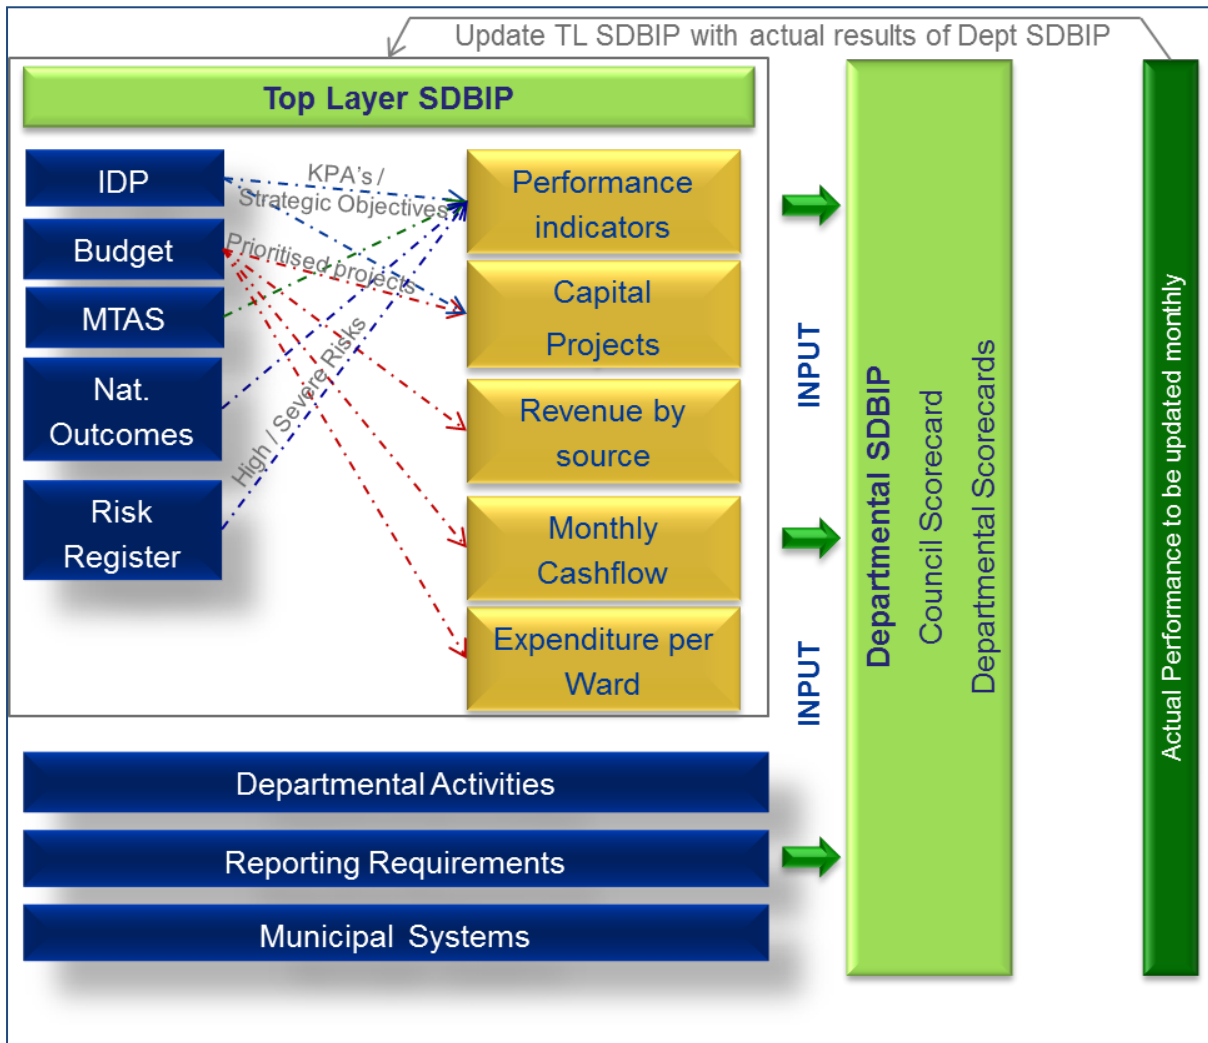 Update TL SDBIP with actual results of Dept SDBIP
Top Layer SDBIP
IDP
Budget
MTAS
Nat.
Outcomes
Risk
Register
KPA's /
Strategic Objectives
Prioritised projects
High / Severe Risks
Performance
indicators
Capital
Projects
Revenue by
source
Monthly
Cashflow
Expenditure per
Ward
INPUT
INPUT
Departmental SDBIP
Council Scorecard
Departmental Scorecards
Actual Performance to be updated monthly
Departmental Activities
Reporting Requirements
Municipal Systems